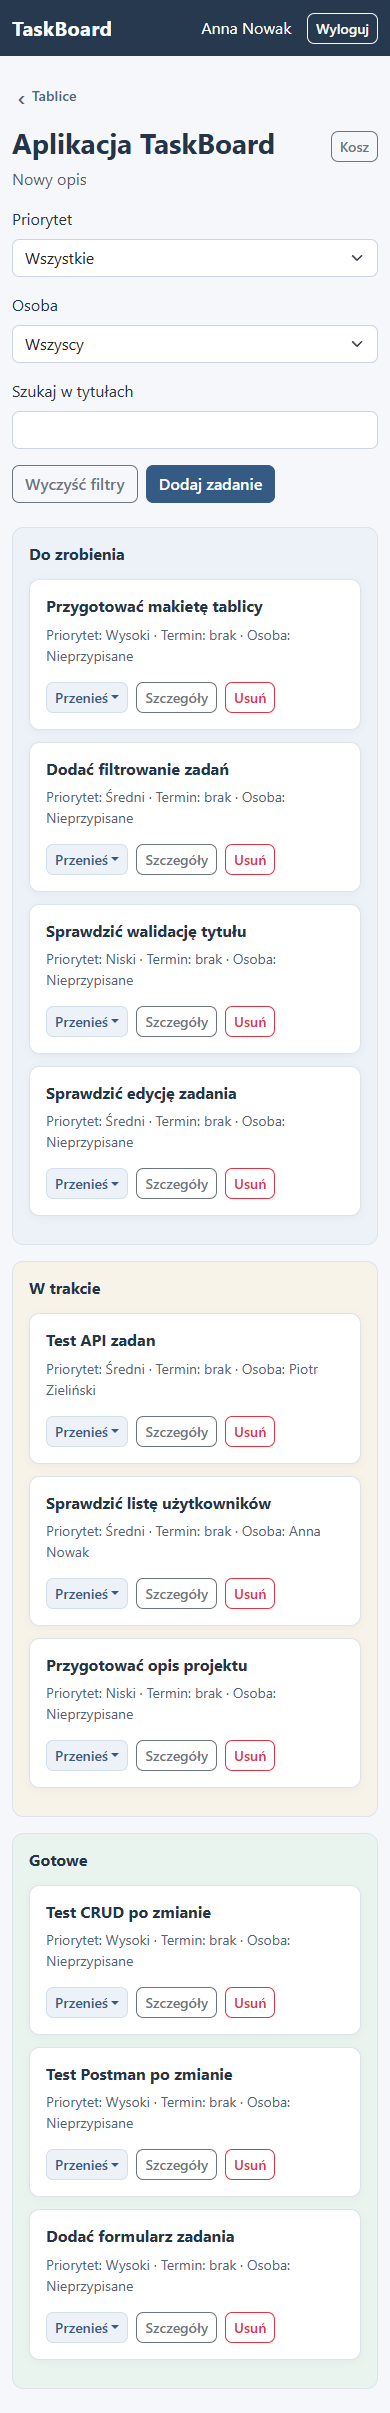 TaskBoard
Anna Nowak
Wyloguj
‹ Tablice
Aplikacja TaskBoard
Kosz
Nowy opis
Priorytet
Wszystkie
Osoba
Wszyscy
Szukaj w tytułach
Wyczyść filtry
Dodaj zadanie
Do zrobienia
Przygotować makietę tablicy
Priorytet: Wysoki · Termin: brak · Osoba:
Nieprzypisane
Przenieś
Szczegóły
Usuń
Dodać filtrowanie zadań
Priorytet: Średni · Termin: brak · Osoba:
Nieprzypisane
Przenieś
Szczegóły
Usuń
Sprawdzić walidację tytułu
Priorytet: Niski · Termin: brak · Osoba:
Nieprzypisane
Przenieś
Szczegóły
Usuń
Sprawdzić edycję zadania
Priorytet: Średni · Termin: brak · Osoba:
Nieprzypisane
Przenieś
Szczegóły
Usuń
W trakcie
Test API zadan
Priorytet: Średni · Termin: brak · Osoba: Piotr
Zieliński
Przenieś
Szczegóły
Usuń
Sprawdzić listę użytkowników
Priorytet: Średni · Termin: brak · Osoba: Anna
Nowak
Przenieś
Szczegóły
Usuń
Przygotować opis projektu
Priorytet: Niski · Termin: brak · Osoba:
Nieprzypisane
Przenieś
Szczegóły
Usuń
Gotowe
Test CRUD po zmianie
Priorytet: Wysoki · Termin: brak · Osoba:
Nieprzypisane
Przenieś
Szczegóły
Usuń
Test Postman po zmianie
Priorytet: Wysoki · Termin: brak · Osoba:
Nieprzypisane
Przenieś
Szczegóły
Usuń
Dodać formularz zadania
Priorytet: Wysoki · Termin: brak · Osoba:
Nieprzypisane
Przenieś
Szczegóły
Usuń